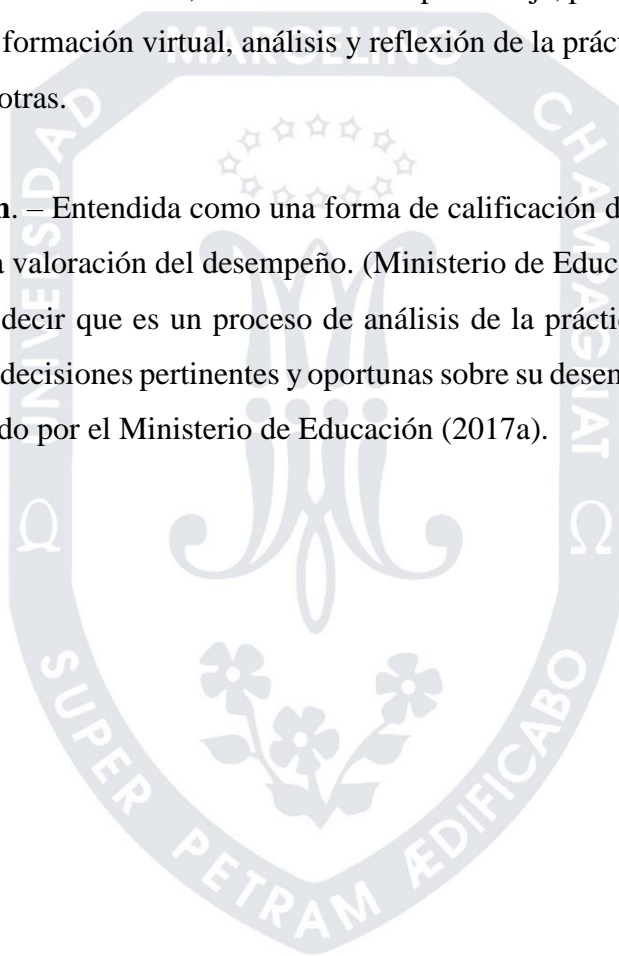 formación virtual, análisis y reflexión de la práct
otras.
n. – Entendida como una forma de calificación d
a valoración del desempeño. (Ministerio de Educ
decir que es un proceso de análisis de la práctic
decisiones pertinentes y oportunas sobre su desem
do por el Ministerio de Educación (2017a).
UNIVERSIDAD
MARCELINO
CHAMPAGNAT
SUPER
PETRAM
ÆDIFICABO